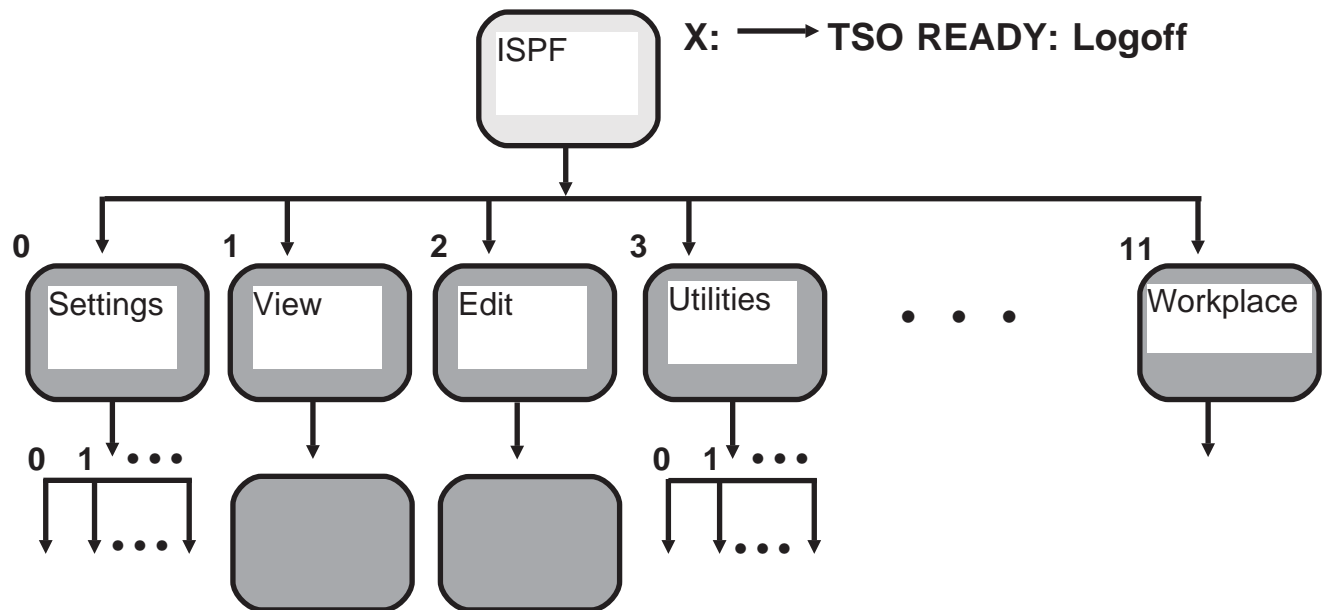 ISPF
X: TSO READY: Logoff
0 1 2 3 11
Settings View Edit Utilities Workplace
0 1 ••• 0 1 •••